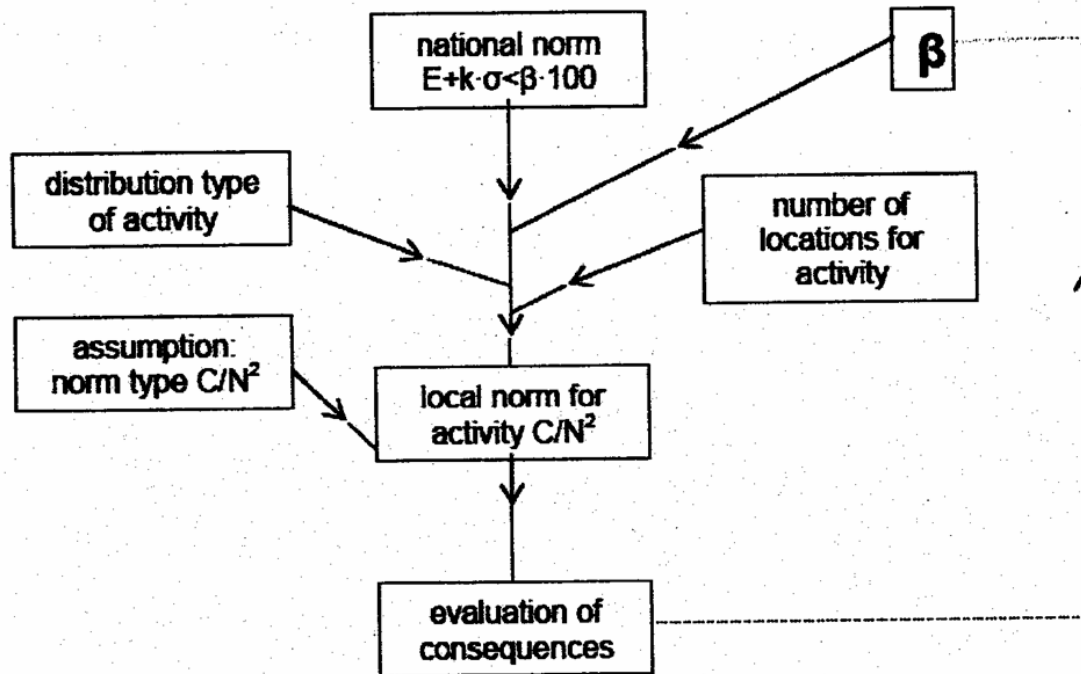 national norm
E+k·σ<β·100
β
distribution type
of activity
number of
locations for
activity
assumption:
norm type C/N²
local norm for
activity C/N²
evaluation of
consequences